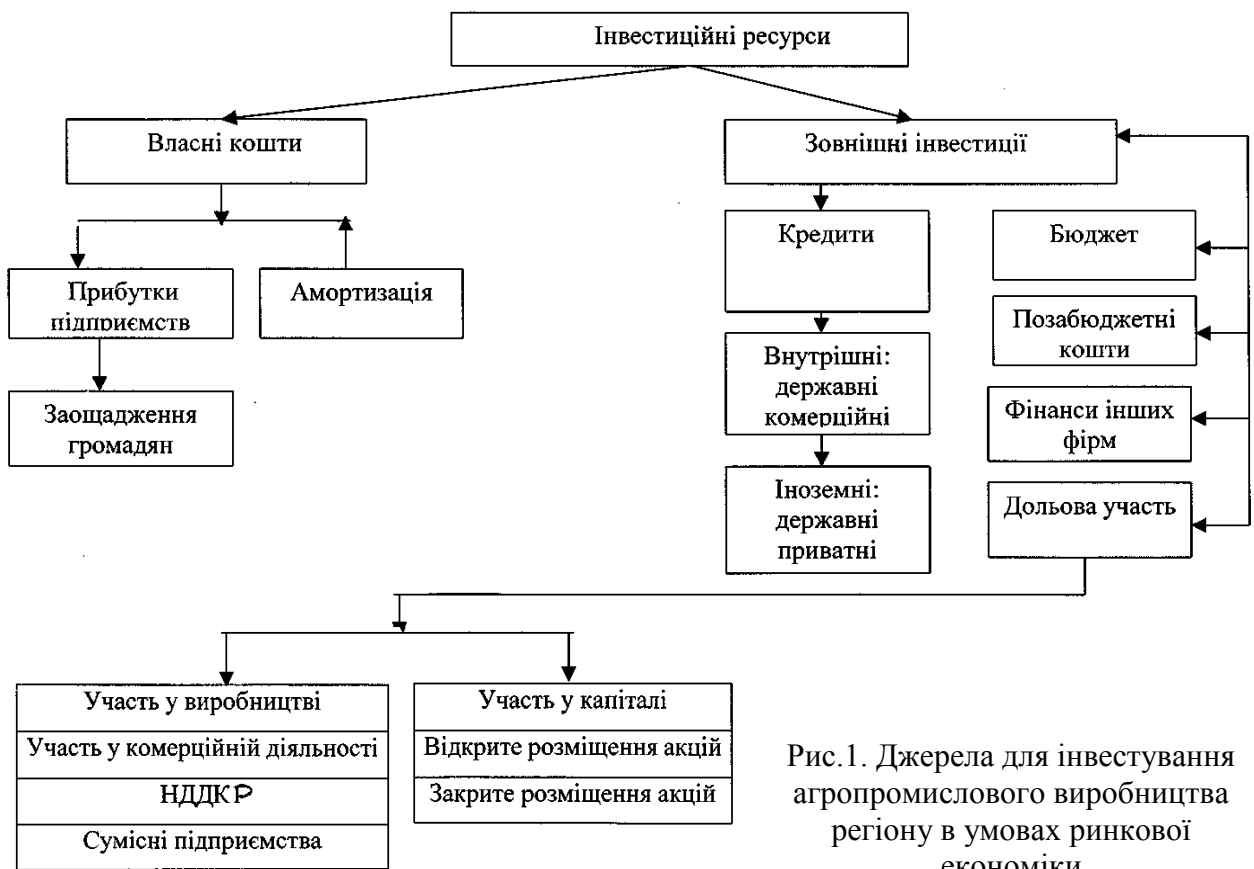 Інвестиційні ресурси
Власні кошти
Зовнішні інвестиції
Прибутки
підприємств
Амортизація
Заощадження
громадян
Кредити
Внутрішні:
державні
комерційні
Іноземні:
державні
приватні
Бюджет
Позабюджетні
кошти
Фінанси інших
фірм
Дольова участь
Участь у виробництві
Участь у комерційній діяльності
НДДКР
Сумісні підприємства
Участь у капіталі
Відкрите розміщення акцій
Закрите розміщення акцій
Рис.1. Джерела для інвестування
агропромислового виробництва
регіону в умовах ринкової
економіки